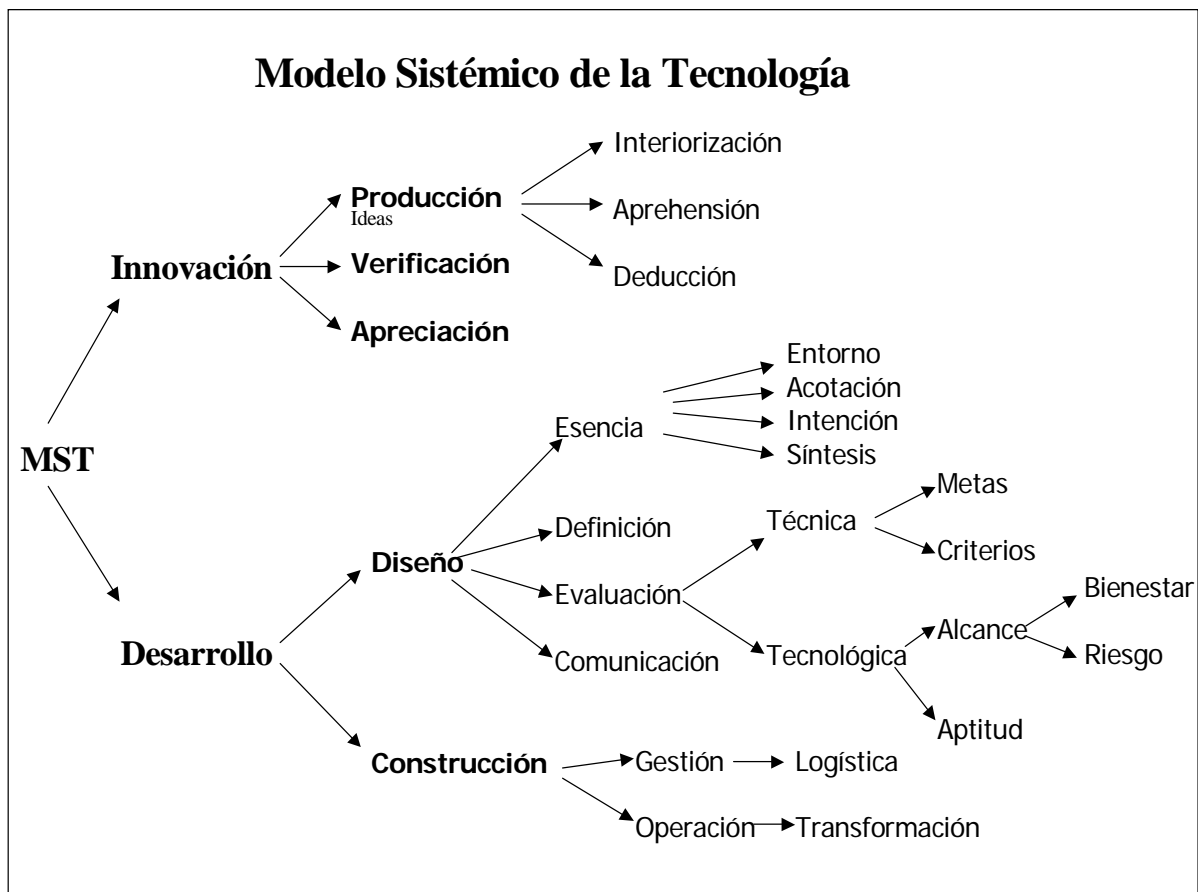 Modelo Sistémico de la Tecnología
Interiorización
Producción
Ideas
Aprehensión
Innovación
Verificación
Deducción
Apreciación
Entorno
Acotación
Esencia
Intención
Síntesis
MST
Metas
Técnica
Definición
Criterios
Diseño
Evaluación
Bienestar
Alcance
Desarrollo
Comunicación
Tecnológica
Riesgo
Aptitud
Construcción
Gestión
Logística
Operación
Transformación